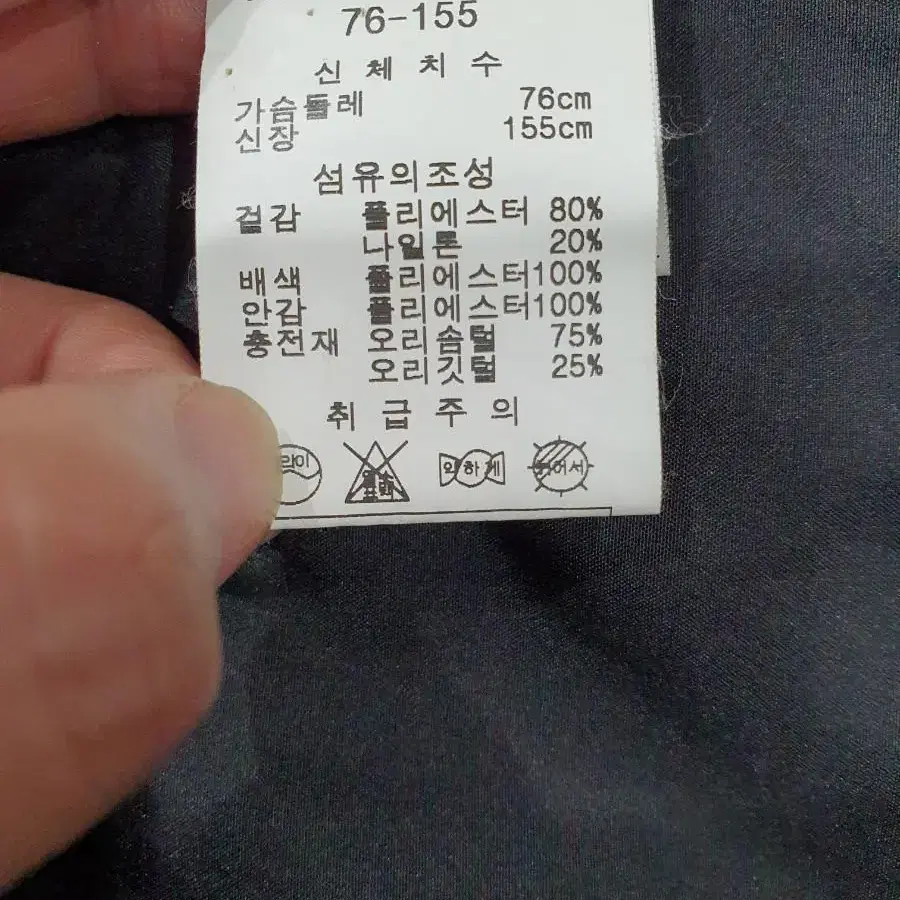 76-155
신체치수
가슴둘레 76cm
신장 155cm
섬유의조성
겉감 폴리에스터 80%
나일론 20%
배색 폴리에스터100%
안감 폴리에스터100%
충전재 오리솜털 75%
오리깃털 25%
취급주의
약하게